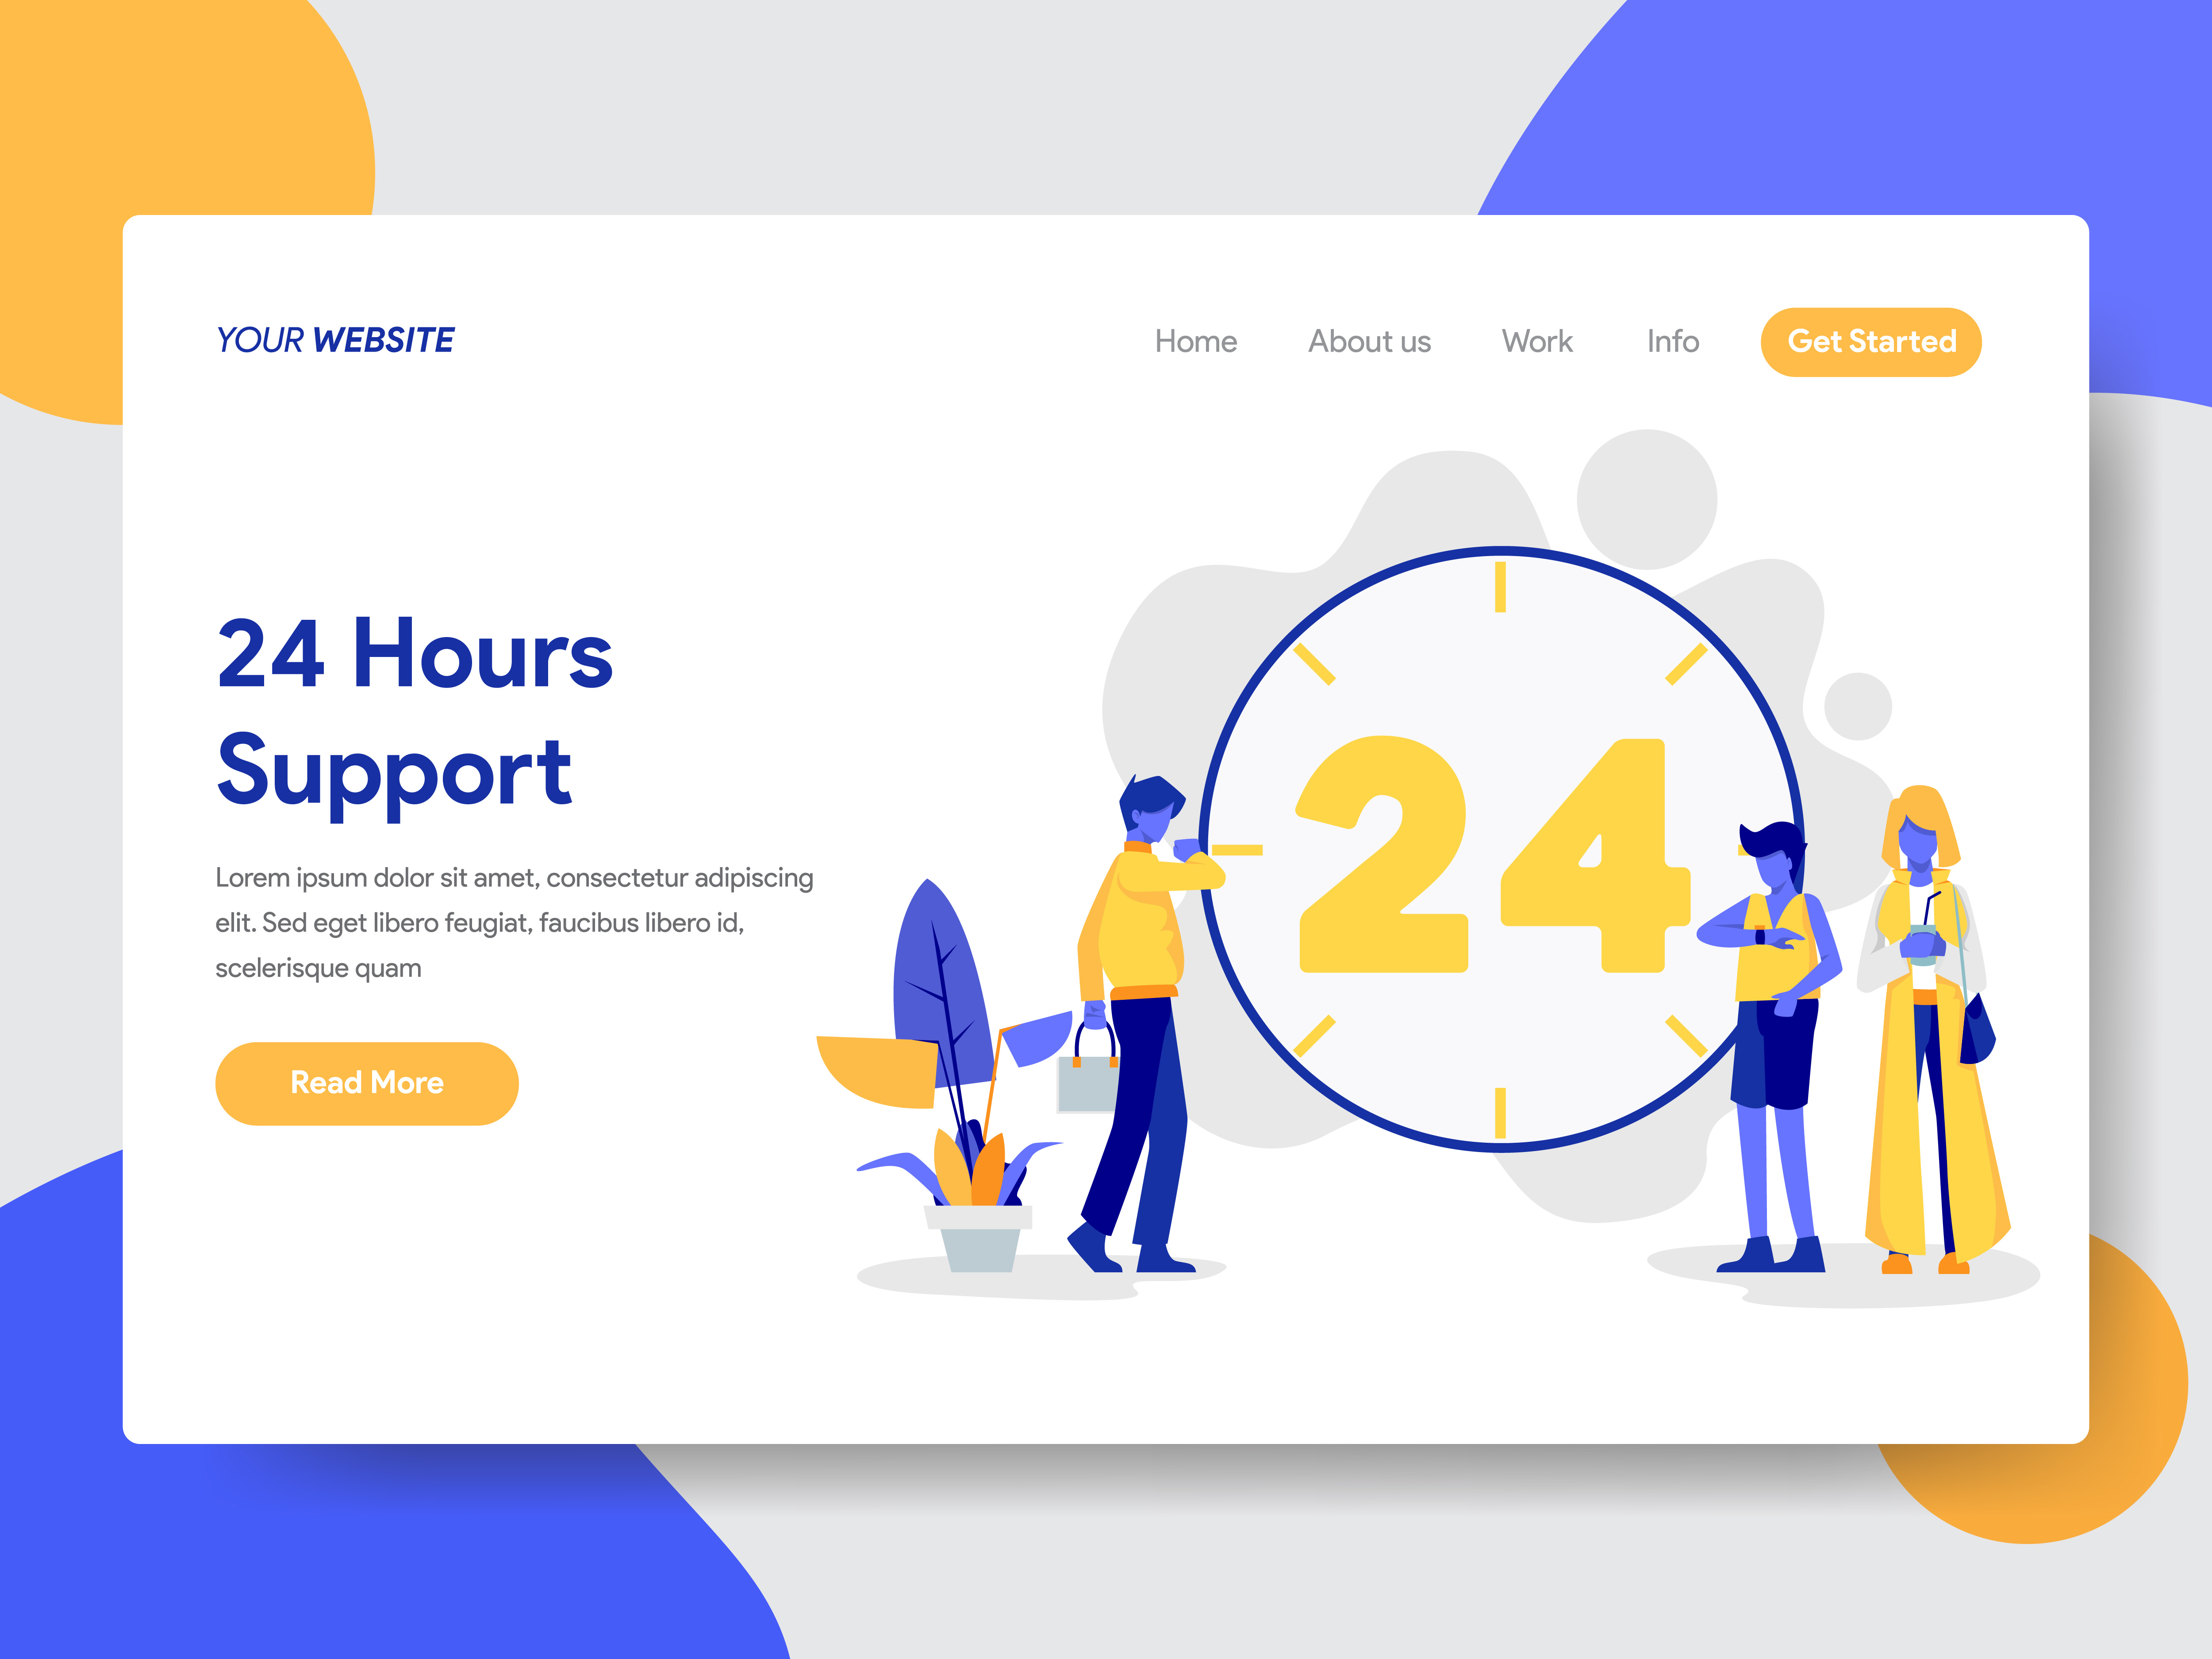 YOUR WEBSITE
Home About us Work Info Get Started
24 Hours
Support
Lorem ipsum dolor sit amet, consectetur adipiscing
elit. Sed eget libero feugiat, faucibus libero id,
scelerisque quam
Read More
24